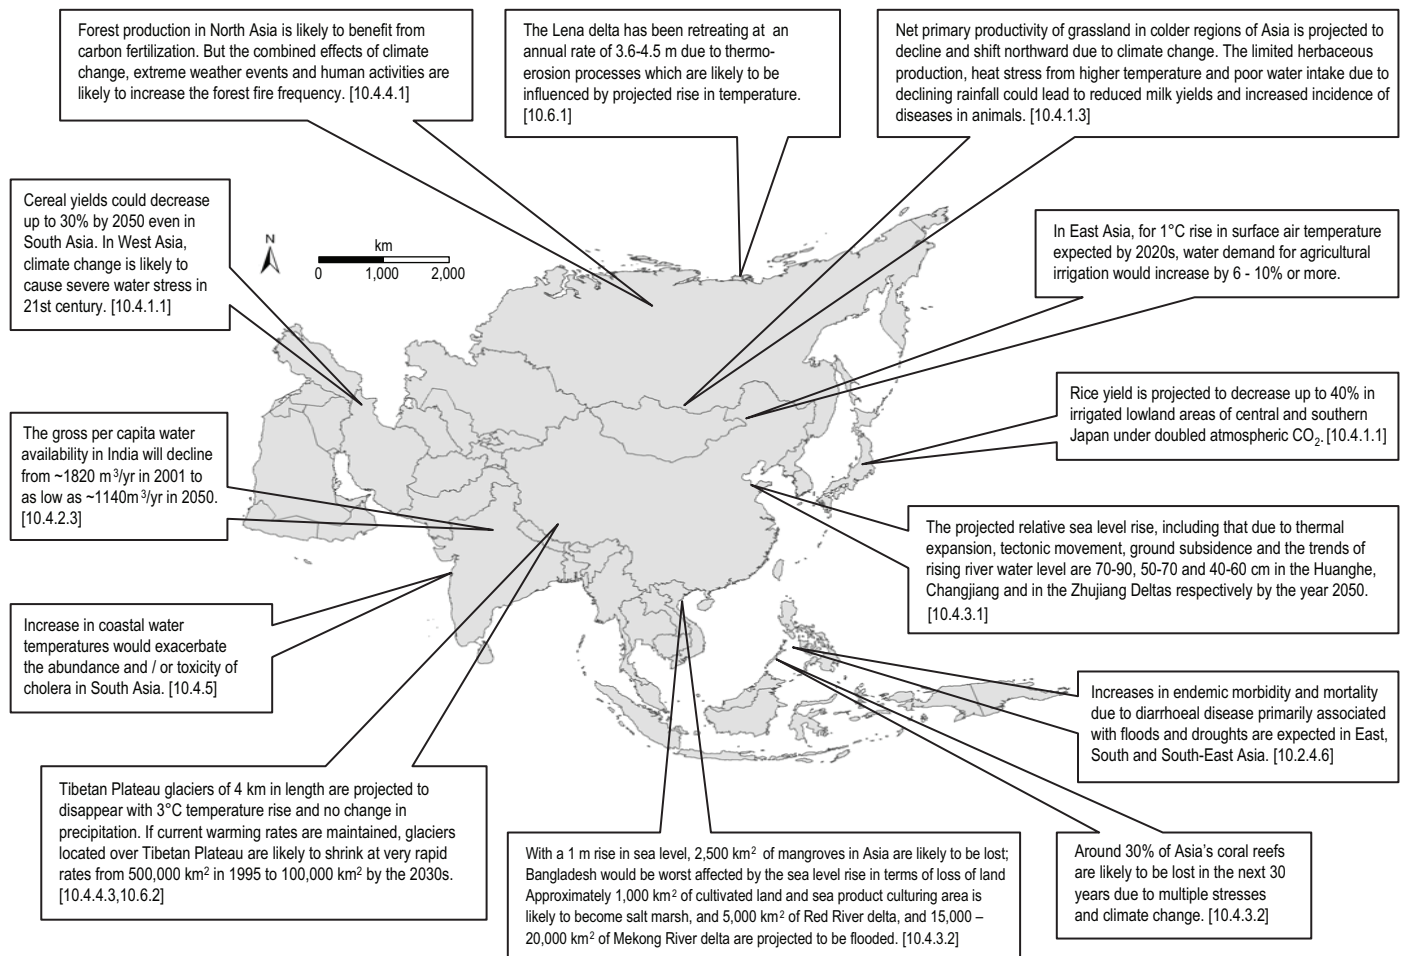 Forest production in North Asia is likely to benefit from
carbon fertilization. But the combined effects of climate
change, extreme weather events and human activities are
likely to increase the forest fire frequency. [10.4.4.1]
The Lena delta has been retreating at an
annual rate of 3.6-4.5 m due to thermo-
erosion processes which are likely to be
influenced by projected rise in temperature.
[10.6.1]
Net primary productivity of grassland in colder regions of Asia is projected to
decline and shift northward due to climate change. The limited herbaceous
production, heat stress from higher temperature and poor water intake due to
declining rainfall could lead to reduced milk yields and increased incidence of
diseases in animals. [10.4.1.3]
Cereal yields could decrease
up to 30% by 2050 even in
South Asia. In West Asia,
climate change is likely to
cause severe water stress in
21st century. [10.4.1.1]
N
km
0 1,000 2,000
In East Asia, for 1°C rise in surface air temperature
expected by 2020s, water demand for agricultural
irrigation would increase by 6 - 10% or more.
Rice yield is projected to decrease up to 40% in
irrigated lowland areas of central and southern
Japan under doubled atmospheric CO₂. [10.4.1.1]
The gross per capita water
availability in India will decline
from ~1820 m³/yr in 2001 to
as low as ~1140m³/yr in 2050.
[10.4.2.3]
The projected relative sea level rise, including that due to thermal
expansion, tectonic movement, ground subsidence and the trends of
rising river water level are 70-90, 50-70 and 40-60 cm in the Huanghe,
Changjiang and in the Zhujiang Deltas respectively by the year 2050.
[10.4.3.1]
Increase in coastal water
temperatures would exacerbate
the abundance and / or toxicity of
cholera in South Asia. [10.4.5]
Increases in endemic morbidity and mortality
due to diarrhoeal disease primarily associated
with floods and droughts are expected in East,
South and South-East Asia. [10.2.4.6]
Tibetan Plateau glaciers of 4 km in length are projected to
disappear with 3°C temperature rise and no change in
precipitation. If current warming rates are maintained, glaciers
located over Tibetan Plateau are likely to shrink at very rapid
rates from 500,000 km² in 1995 to 100,000 km² by the 2030s.
[10.4.4.3,10.6.2]
With a 1 m rise in sea level, 2,500 km² of mangroves in Asia are likely to be lost;
Bangladesh would be worst affected by the sea level rise in terms of loss of land
Approximately 1,000 km² of cultivated land and sea product culturing area is
likely to become salt marsh, and 5,000 km² of Red River delta, and 15,000 –
20,000 km² of Mekong River delta are projected to be flooded. [10.4.3.2]
Around 30% of Asia's coral reefs
are likely to be lost in the next 30
years due to multiple stresses
and climate change. [10.4.3.2]